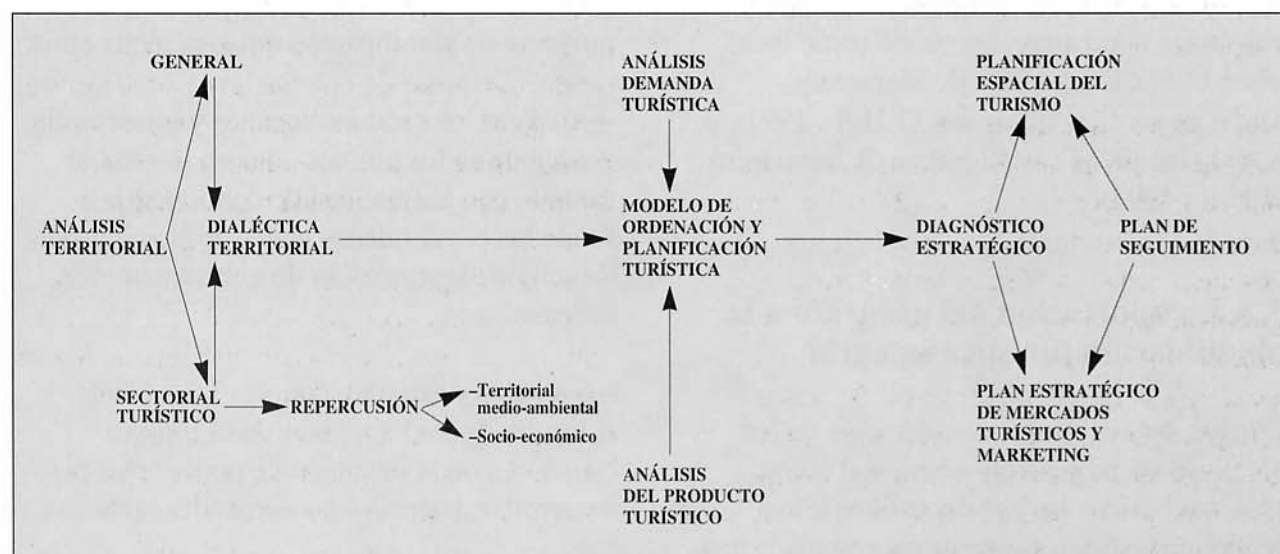 GENERAL
ANÁLISIS
TERRITORIAL
DIALÉCTICA
TERRITORIAL
SECTORIAL
TURÍSTICO
REPERCUSIÓN
–Territorial
medio-ambiental
–Socio-económico
ANÁLISIS
DEMANDA
TURÍSTICA
MODELO DE
ORDENACIÓN Y
PLANIFICACIÓN
TURÍSTICA
ANÁLISIS
DEL PRODUCTO
TURÍSTICO
DIAGNÓSTICO
ESTRATÉGICO
PLANIFICACIÓN
ESPACIAL DEL
TURISMO
PLAN DE
SEGUIMIENTO
PLAN ESTRATÉGICO
DE MERCADOS
TURÍSTICOS Y
MARKETING